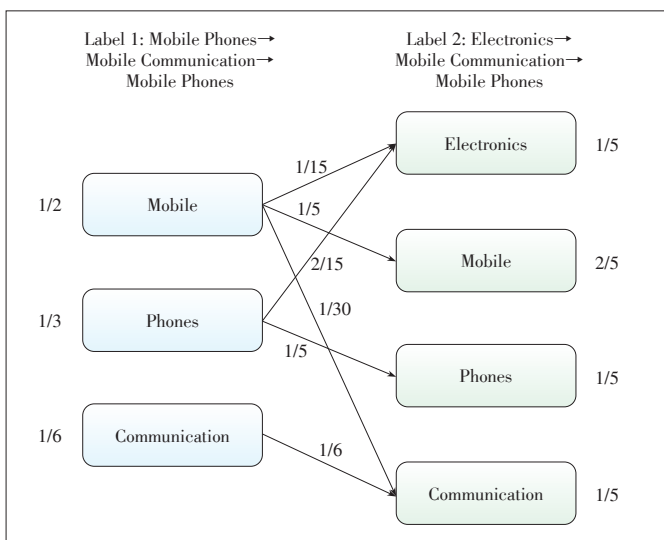 Label 1: Mobile Phones→
Mobile Communication→
Mobile Phones
Label 2: Electronics→
Mobile Communication→
Mobile Phones
Electronics
1/5
1/15
1/2
Mobile
1/5
Mobile
2/5
2/15
1/3
Phones
1/30
1/5
Phones
1/5
1/6
Communication
1/6
Communication
1/5